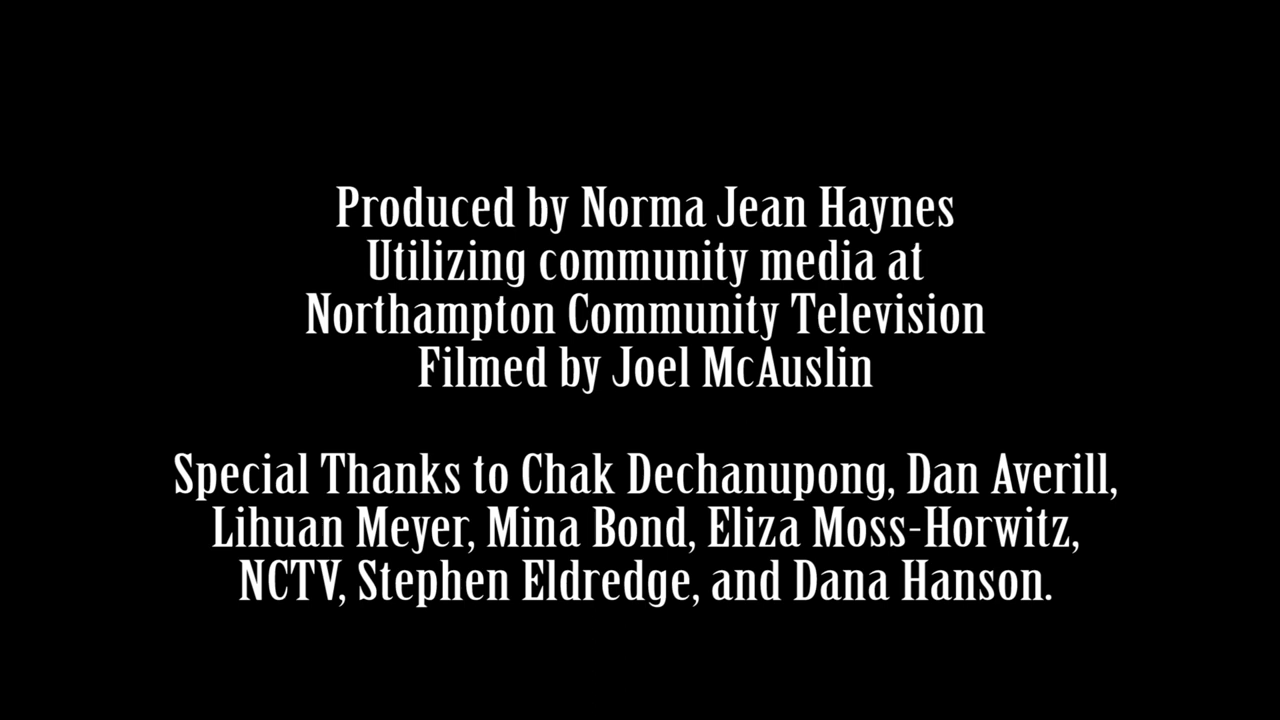 Produced by Norma Jean Haynes
Utilizing community media at
Northampton Community Television
Filmed by Joel McAuslin
Special Thanks to Chak Dechanupong, Dan Averill,
Lihuan Meyer, Mina Bond, Eliza Moss-Horwitz,
NCTV, Stephen Eldredge, and Dana Hanson.